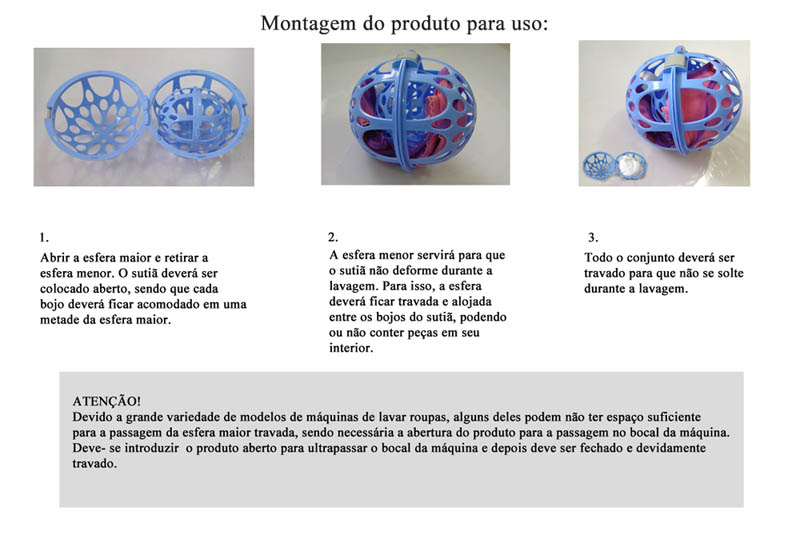 Montagem do produto para uso:
1.
Abrir a esfera maior e retirar a
esfera menor. O sutiã deverá ser
colocado aberto, sendo que cada
bojo deverá ficar acomodado em uma
metade da esfera maior.
2.
A esfera menor servirá para que
o sutiã não deforme durante a
lavagem. Para isso, a esfera
deverá ficar travada e alojada
entre os bojos do sutiã, podendo
ou não conter peças em seu
interior.
3.
Todo o conjunto deverá ser
travado para que não se solte
durante a lavagem.
ATENÇÃO!
Devido a grande variedade de modelos de máquinas de lavar roupas, alguns deles podem não ter espaço suficiente
para a passagem da esfera maior travada, sendo necessária a abertura do produto para a passagem no bocal da máquina.
Deve- se introduzir o produto aberto para ultrapassar o bocal da máquina e depois deve ser fechado e devidamente
travado.